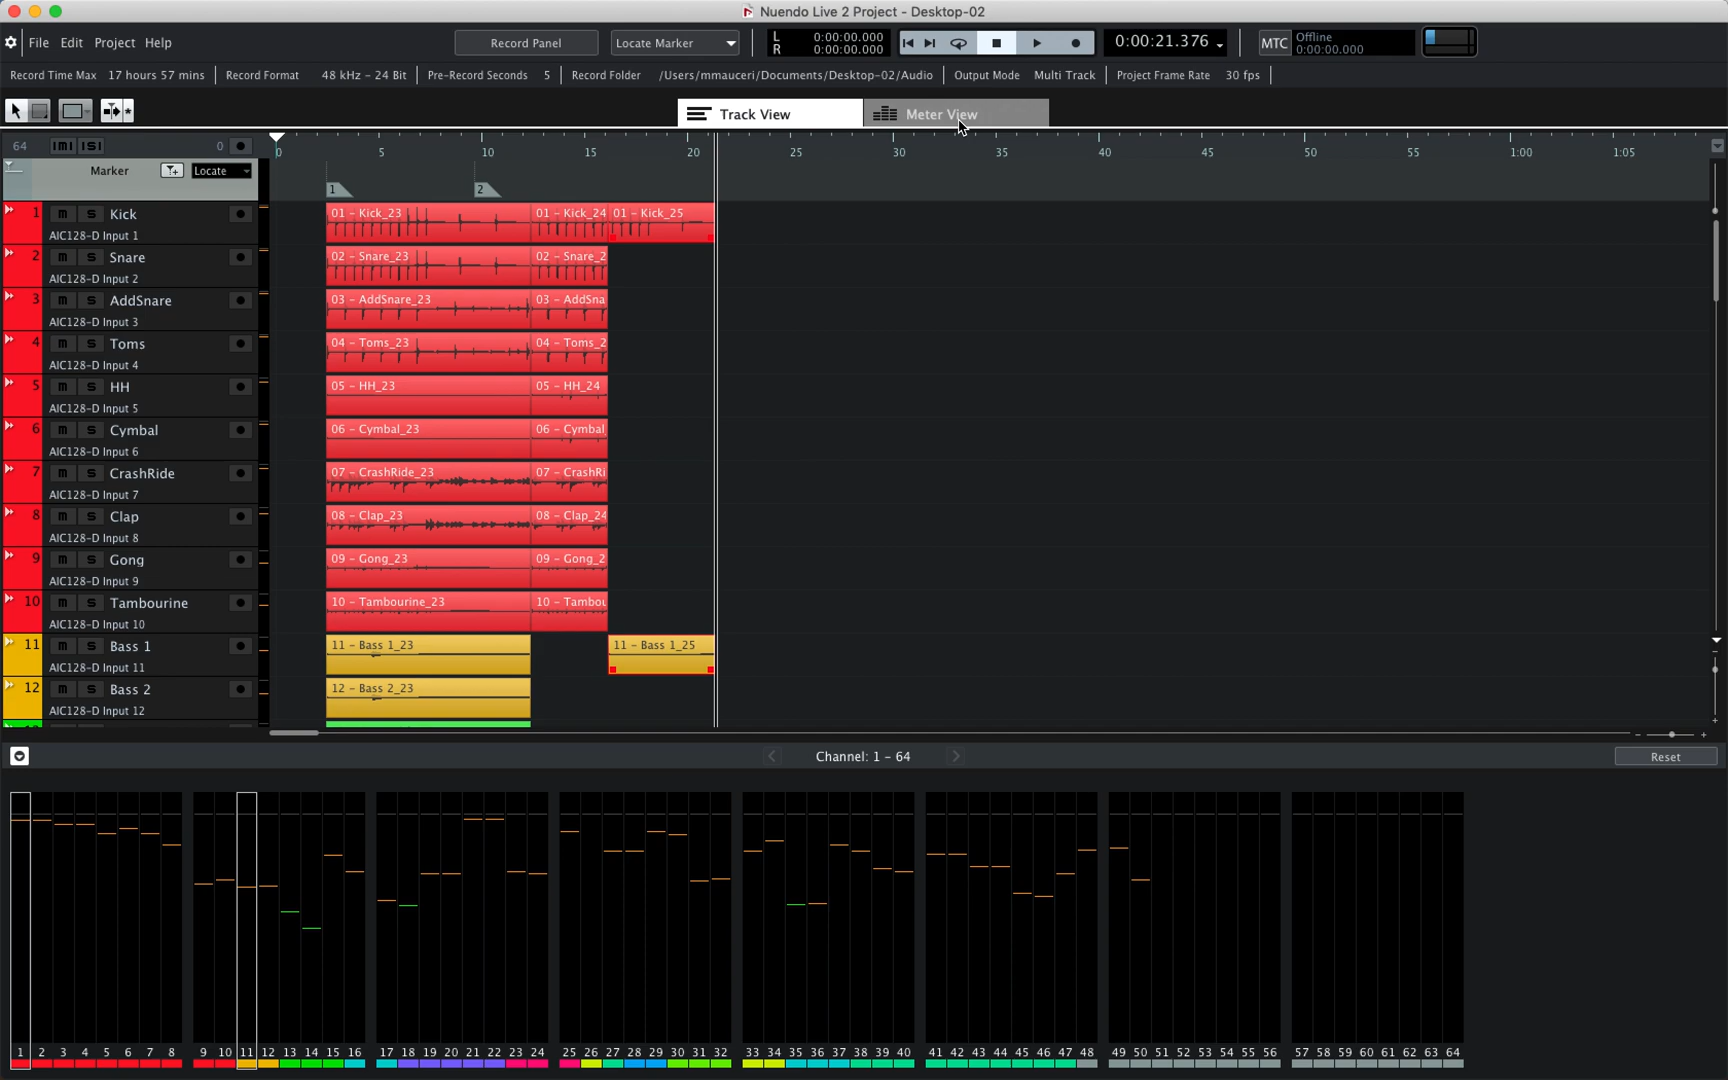 Nuendo Live 2 Project - Desktop-02
File Edit Project Help
Record Panel
Locate Marker
L 0:00:00.000
R 0:00:00.000
0:00:21.376
MTC
Offline
0:00:00.000
Record Time Max 17 hours 57 mins Record Format 48 kHz - 24 Bit Pre-Record Seconds 5 Record Folder /Users/mmauceri/Documents/Desktop-02/Audio Output Mode Multi Track Project Frame Rate 30 fps
Track View
Meter View
64 |M| |S| 0
0 5 10 15 20 25 30 35 40 45 50 55 1:00 1:05
Marker Locate
1 2
1 m s Kick
AIC128-D Input 1
01 - Kick_23 01 - Kick_24 01 - Kick_25
2 m s Snare
AIC128-D Input 2
02 - Snare_23 02 - Snare_2
3 m s AddSnare
AIC128-D Input 3
03 - AddSnare_23 03 - AddSna
4 m s Toms
AIC128-D Input 4
04 - Toms_23 04 - Toms_2
5 m s HH
AIC128-D Input 5
05 - HH_23 05 - HH_24
6 m s Cymbal
AIC128-D Input 6
06 - Cymbal_23 06 - Cymbal
7 m s CrashRide
AIC128-D Input 7
07 - CrashRide_23 07 - CrashRi
8 m s Clap
AIC128-D Input 8
08 - Clap_23 08 - Clap_24
9 m s Gong
AIC128-D Input 9
09 - Gong_23 09 - Gong_2
10 m s Tambourine
AIC128-D Input 10
10 - Tambourine_23 10 - Tambou
11 m s Bass 1
AIC128-D Input 11
11 - Bass 1_23 11 - Bass 1_25
12 m s Bass 2
AIC128-D Input 12
12 - Bass 2_23
Channel: 1 - 64
Reset
1 2 3 4 5 6 7 8 9 10 11 12 13 14 15 16 17 18 19 20 21 22 23 24 25 26 27 28 29 30 31 32 33 34 35 36 37 38 39 40 41 42 43 44 45 46 47 48 49 50 51 52 53 54 55 56 57 58 59 60 61 62 63 64